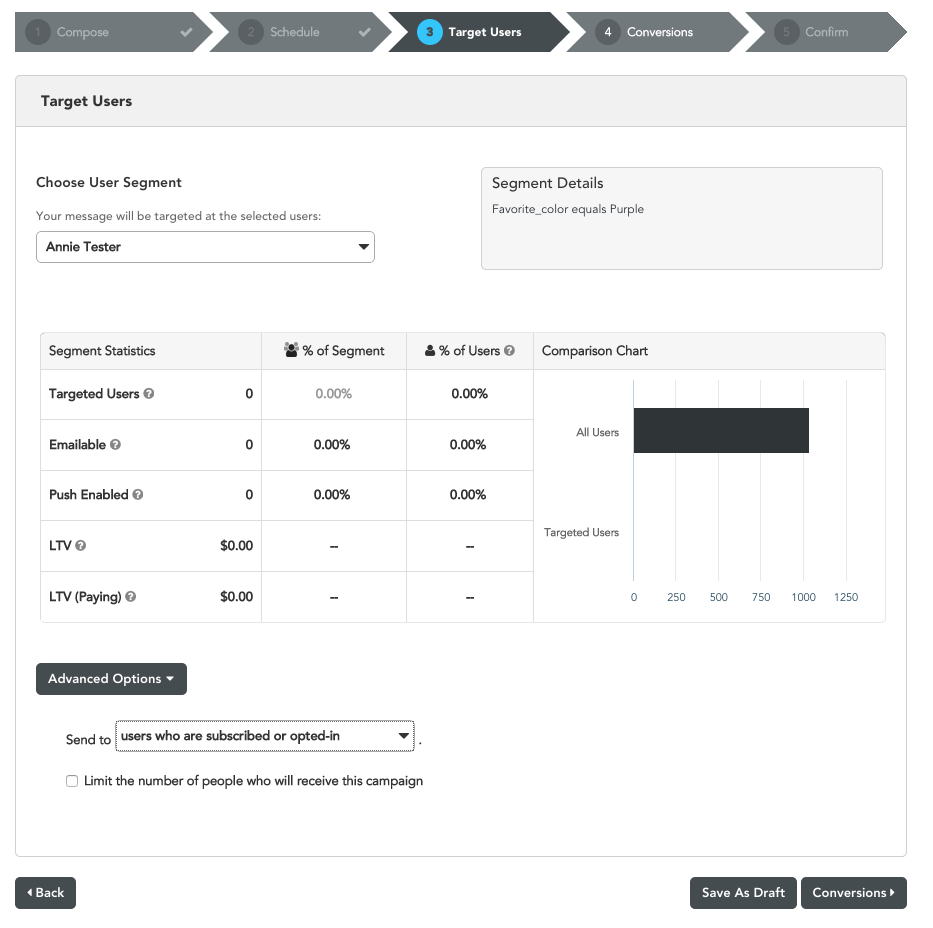 1 Compose 2 Schedule 3 Target Users 4 Conversions 5 Confirm
Target Users
Choose User Segment
Your message will be targeted at the selected users:
Annie Tester
Segment Details
Favorite_color equals Purple
Segment Statistics % of Segment % of Users ? Comparison Chart
Targeted Users ? 0 0.00% 0.00%
Emailable ? 0 0.00% 0.00%
Push Enabled ? 0 0.00% 0.00%
LTV ? $0.00 -- --
LTV (Paying) ? $0.00 -- --
All Users
Targeted Users
0 250 500 750 1000 1250
Advanced Options
Send to users who are subscribed or opted-in .
Limit the number of people who will receive this campaign
Back Save As Draft Conversions